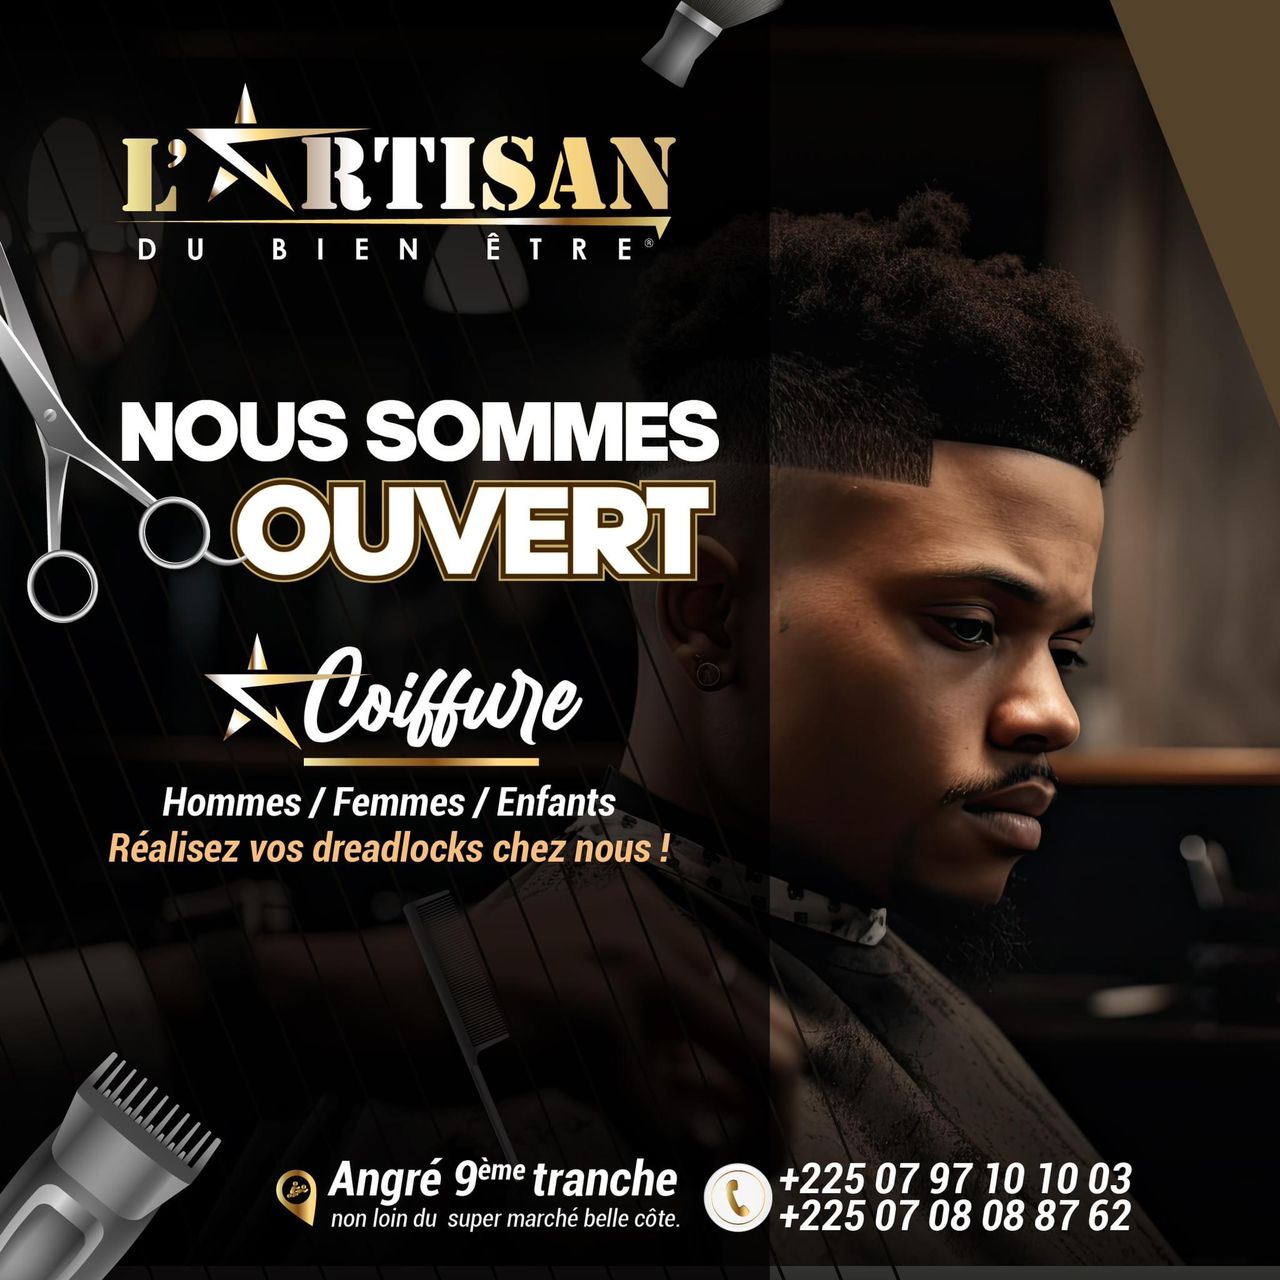 L'ARTISAN
DU BIEN ÊTRE®
NOUS SOMMES
OUVERT
Coiffure
Hommes / Femmes / Enfants
Réalisez vos dreadlocks chez nous !
Angré 9ème tranche
non loin du super marché belle côte.
+225 07 97 10 10 03
+225 07 08 08 87 62